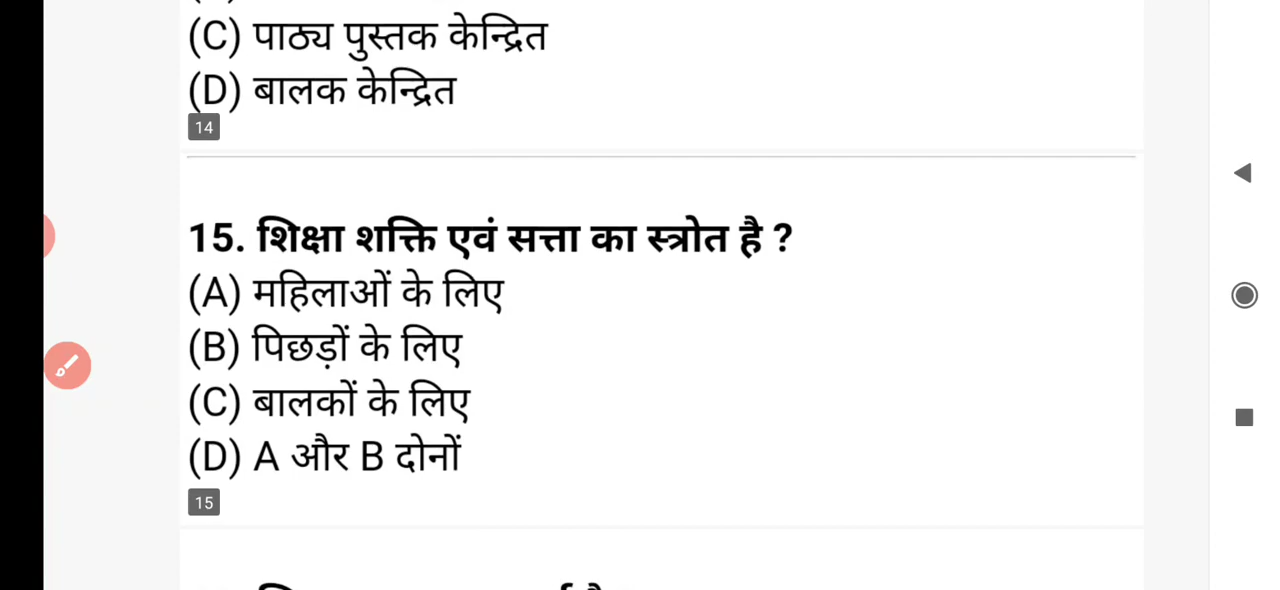 (C) पाठ्य पुस्तक केन्द्रित
(D) बालक केन्द्रित
14
15. शिक्षा शक्ति एवं सत्ता का स्त्रोत है ?
(A) महिलाओं के लिए
(B) पिछड़ों के लिए
(C) बालकों के लिए
(D) A और B दोनों
15